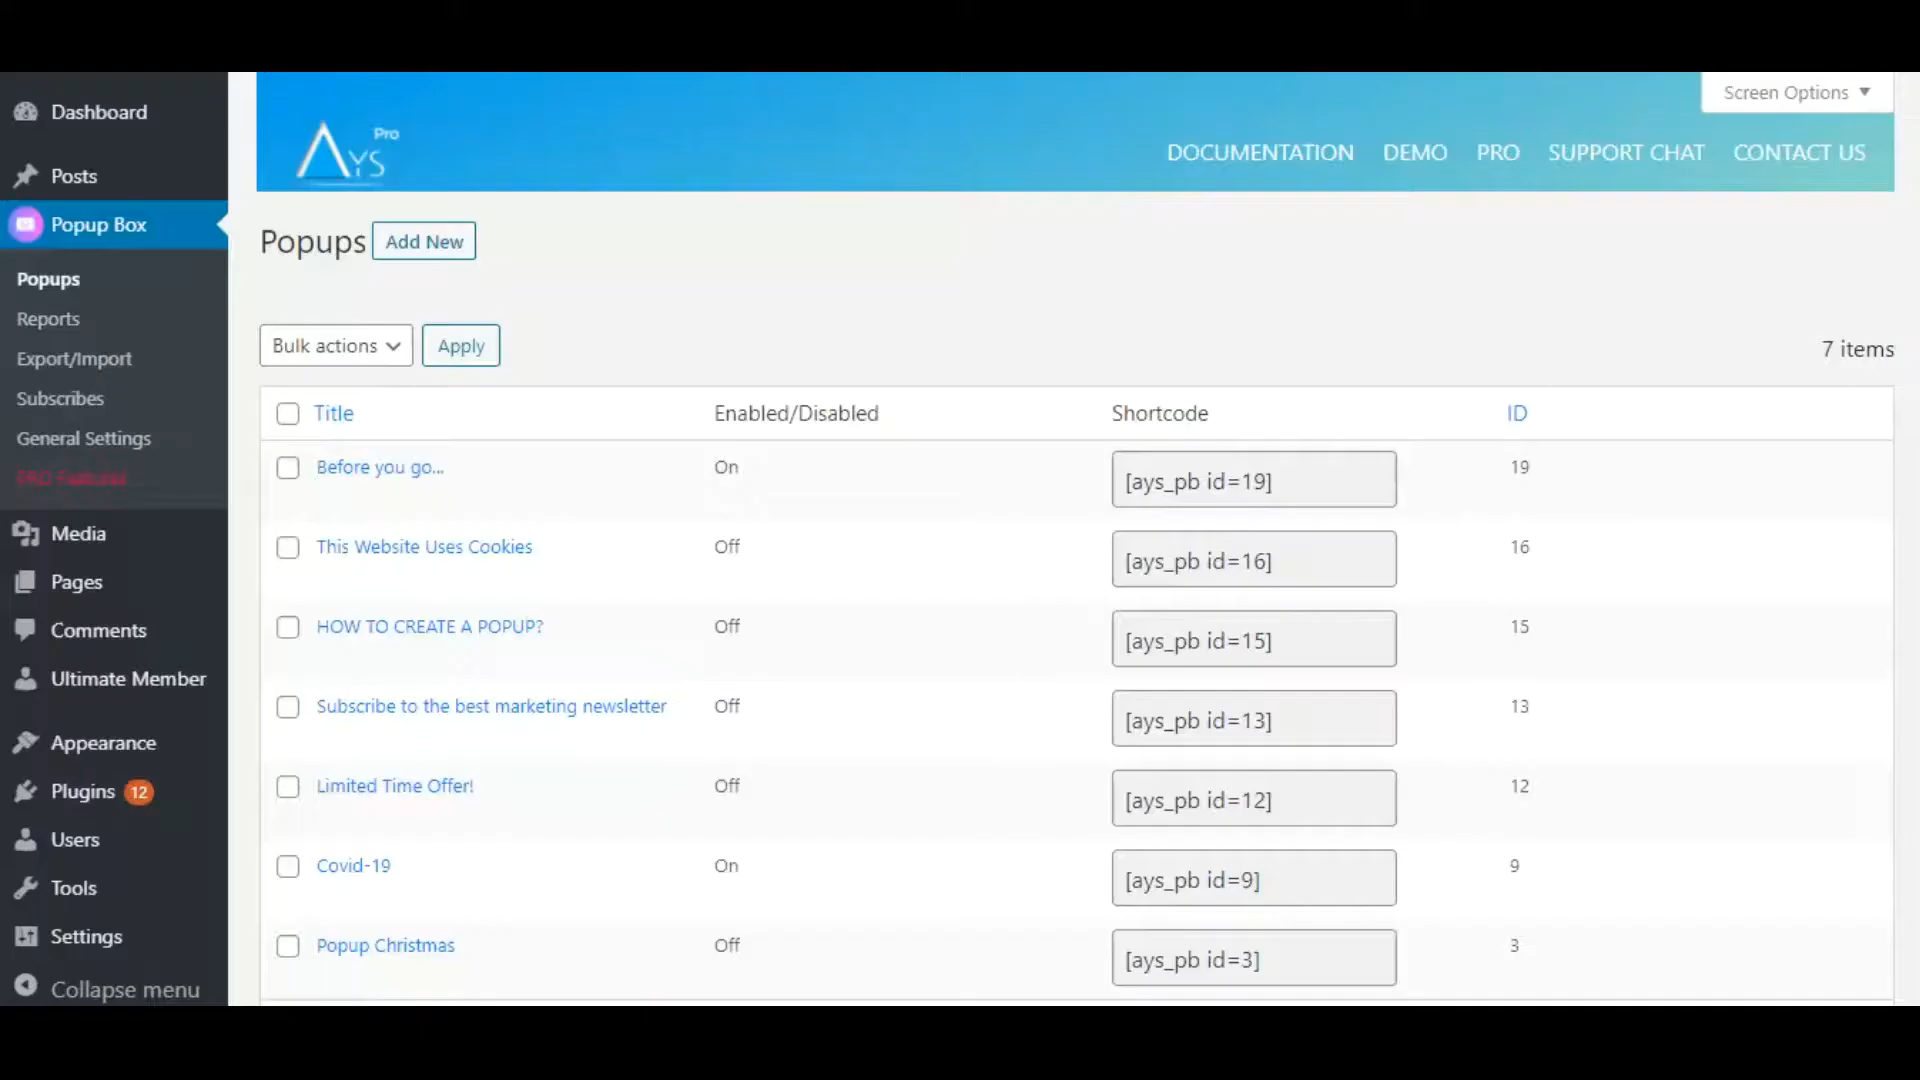 Screen Options
Pro
AYS
DOCUMENTATION DEMO PRO SUPPORT CHAT CONTACT US
Dashboard
Posts
Popup Box
Popups
Reports
Export/Import
Subscribes
General Settings
PRO Features
Media
Pages
Comments
Ultimate Member
Appearance
Plugins 12
Users
Tools
Settings
Collapse menu
Popups Add New
Bulk actions Apply 7 items
Title Enabled/Disabled Shortcode ID
Before you go... On [ays_pb id=19] 19
This Website Uses Cookies Off [ays_pb id=16] 16
HOW TO CREATE A POPUP? Off [ays_pb id=15] 15
Subscribe to the best marketing newsletter Off [ays_pb id=13] 13
Limited Time Offer! Off [ays_pb id=12] 12
Covid-19 On [ays_pb id=9] 9
Popup Christmas Off [ays_pb id=3] 3